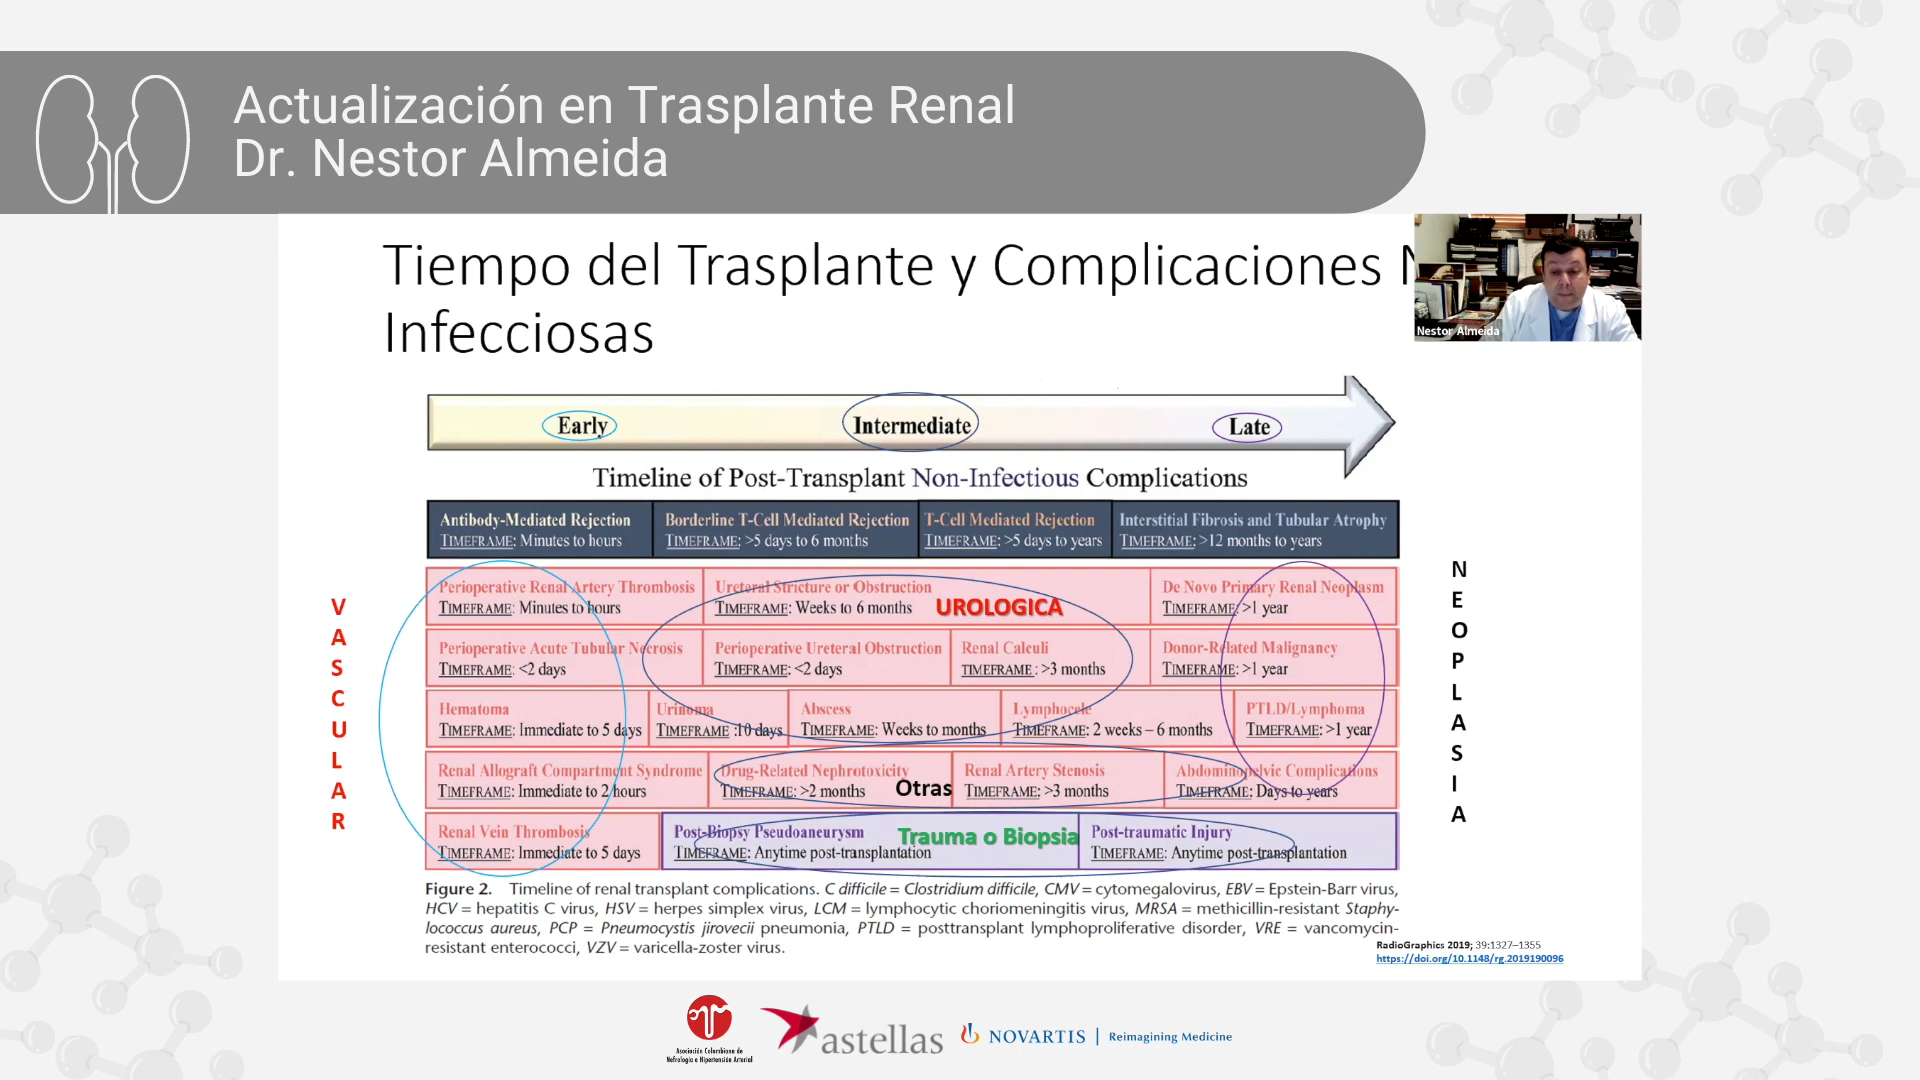 Actualización en Trasplante Renal
Dr. Nestor Almeida
Tiempo del Trasplante y Complicaciones
Infecciosas
Nestor Almeida
Early Intermediate Late
Timeline of Post-Transplant Non-Infectious Complications
Antibody-Mediated Rejection Borderline T-Cell Mediated Rejection T-Cell Mediated Rejection Interstitial Fibrosis and Tubular Atrophy
TIMEFRAME: Minutes to hours TIMEFRAME: >5 days to 6 months TIMEFRAME: >5 days to years TIMEFRAME: >12 months to years
Perioperative Renal Artery Thrombosis Ureteral Stricture or Obstruction De Novo Primary Renal Neoplasm
TIMEFRAME: Minutes to hours TIMEFRAME: Weeks to 6 months UROLOGICA TIMEFRAME: >1 year
Perioperative Acute Tubular Necrosis Perioperative Ureteral Obstruction Renal Calculi Donor-Related Malignancy
TIMEFRAME: <2 days TIMEFRAME: <2 days TIMEFRAME: >3 months TIMEFRAME: >1 year
Hematoma Urinoma Abscess Lymphocele PTLD/Lymphoma
TIMEFRAME: Immediate to 5 days TIMEFRAME :10 days TIMEFRAME: Weeks to months TIMEFRAME: 2 weeks – 6 months TIMEFRAME: >1 year
Renal Allograft Compartment Syndrome Drug-Related Nephrotoxicity Renal Artery Stenosis Abdominopelvic Complications
TIMEFRAME: Immediate to 2 hours TIMEFRAME: >2 months Otras TIMEFRAME: >3 months TIMEFRAME: Days to years
Renal Vein Thrombosis Post-Biopsy Pseudoaneurysm Trauma o Biopsia Post-traumatic Injury
TIMEFRAME: Immediate to 5 days TIMEFRAME: Anytime post-transplantation TIMEFRAME: Anytime post-transplantation
VASCULAR
NEOPLASIA
Figure 2. Timeline of renal transplant complications. C difficile = Clostridium difficile, CMV = cytomegalovirus, EBV = Epstein-Barr virus,
HCV = hepatitis C virus, HSV = herpes simplex virus, LCM = lymphocytic choriomeningitis virus, MRSA = methicillin-resistant Staphy-
lococcus aureus, PCP = Pneumocystis jirovecii pneumonia, PTLD = posttransplant lymphoproliferative disorder, VRE = vancomycin-
resistant enterococci, VZV = varicella-zoster virus.
RadioGraphics 2019; 39:1327–1355
https://doi.org/10.1148/rg.2019190096
Asociación Colombiana de
Nefrología e Hipertensión Arterial
astellas
NOVARTIS | Reimagining Medicine